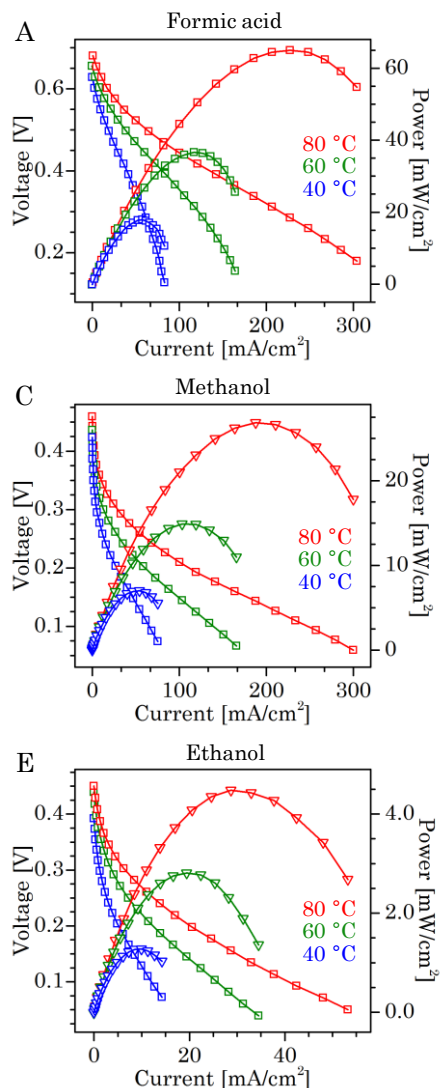 A
Formic acid
Voltage [V]
0.6
0.4
0.2
80 °C
60 °C
40 °C
60
40
20
0
Power [mW/cm²]
0 100 200 300
Current [mA/cm²]
C
Methanol
Voltage [V]
0.4
0.3
0.2
0.1
80 °C
60 °C
40 °C
20
10
0
Power [mW/cm²]
0 100 200 300
Current [mA/cm²]
E
Ethanol
Voltage [V]
0.4
0.3
0.2
0.1
80 °C
60 °C
40 °C
4.0
2.0
0.0
Power [mW/cm²]
0 20 40
Current [mA/cm²]